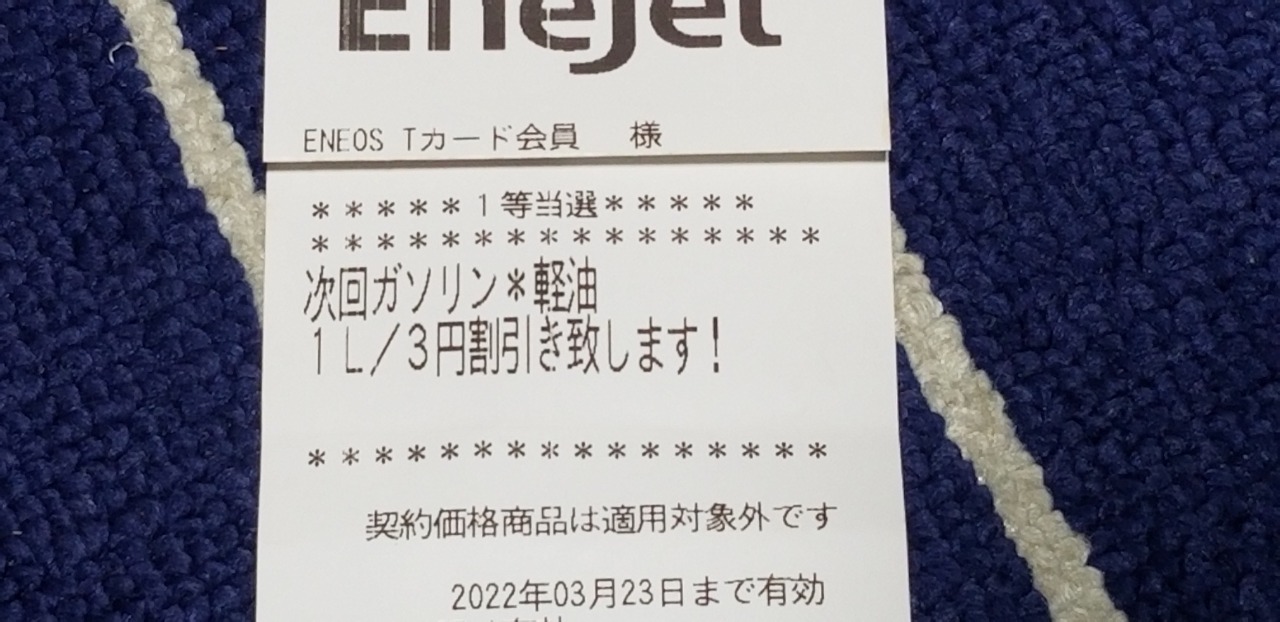 EneJet
ENEOS Tカード会員 様
*****1等当選*****
****************
次回ガソリン*軽油
1L/3円割引き致します!
****************
契約価格商品は適用対象外です
2022年03月23日まで有効